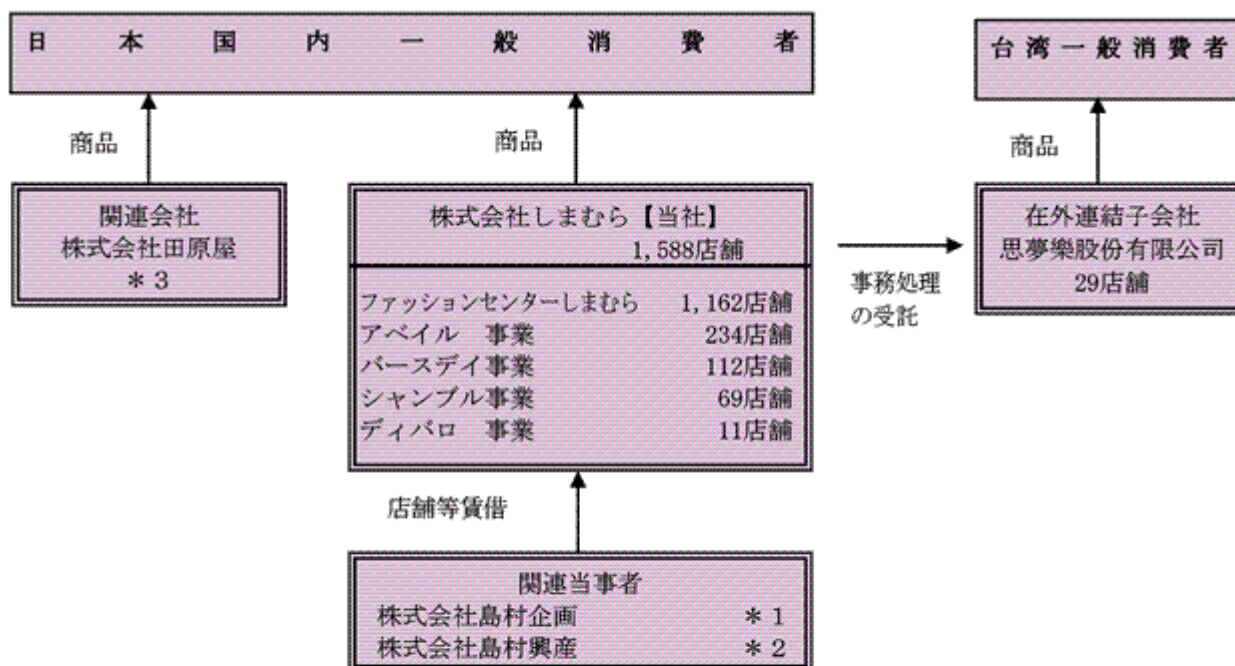 日本国内一般消費者
台湾一般消費者
商品
商品
商品
関連会社
株式会社田原屋
＊3
株式会社しまむら【当社】
1,588店舗
ファッションセンターしまむら 1,162店舗
アベイル 事業 234店舗
バースデイ事業 112店舗
シャンブル事業 69店舗
ディバロ 事業 11店舗
事務処理
の受託
在外連結子会社
思夢樂股份有限公司
29店舗
店舗等賃借
関連当事者
株式会社島村企画 ＊1
株式会社島村興産 ＊2